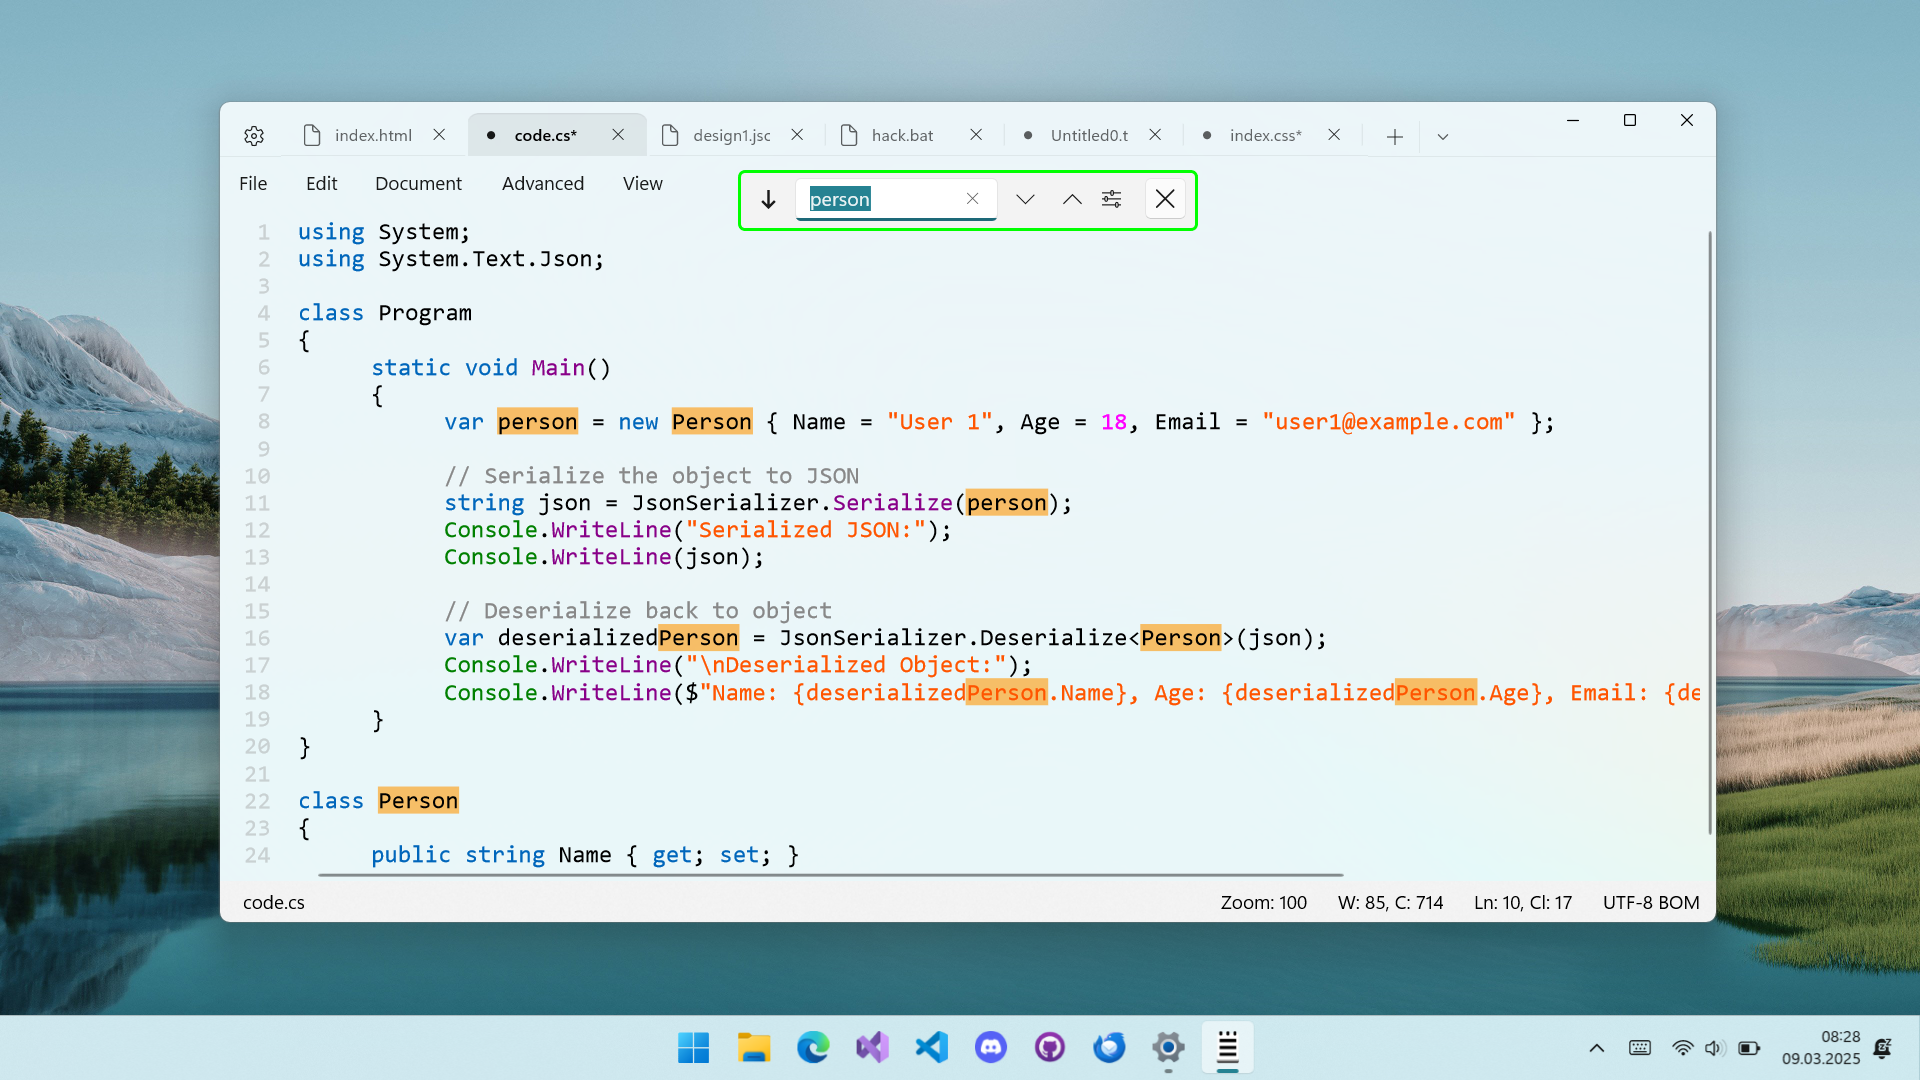 index.html
code.cs*
design1.jsc
hack.bat
Untitled0.t
index.css*
File Edit Document Advanced View
person
1 using System;
2 using System.Text.Json;
3
4 class Program
5 {
6 static void Main()
7 {
8 var person = new Person { Name = "User 1", Age = 18, Email = "user1@example.com" };
9
10 // Serialize the object to JSON
11 string json = JsonSerializer.Serialize(person);
12 Console.WriteLine("Serialized JSON:");
13 Console.WriteLine(json);
14
15 // Deserialize back to object
16 var deserializedPerson = JsonSerializer.Deserialize<Person>(json);
17 Console.WriteLine("\nDeserialized Object:");
18 Console.WriteLine($"Name: {deserializedPerson.Name}, Age: {deserializedPerson.Age}, Email: {de
19 }
20 }
21
22 class Person
23 {
24 public string Name { get; set; }
code.cs Zoom: 100 W: 85, C: 714 Ln: 10, Cl: 17 UTF-8 BOM
08:28
09.03.2025